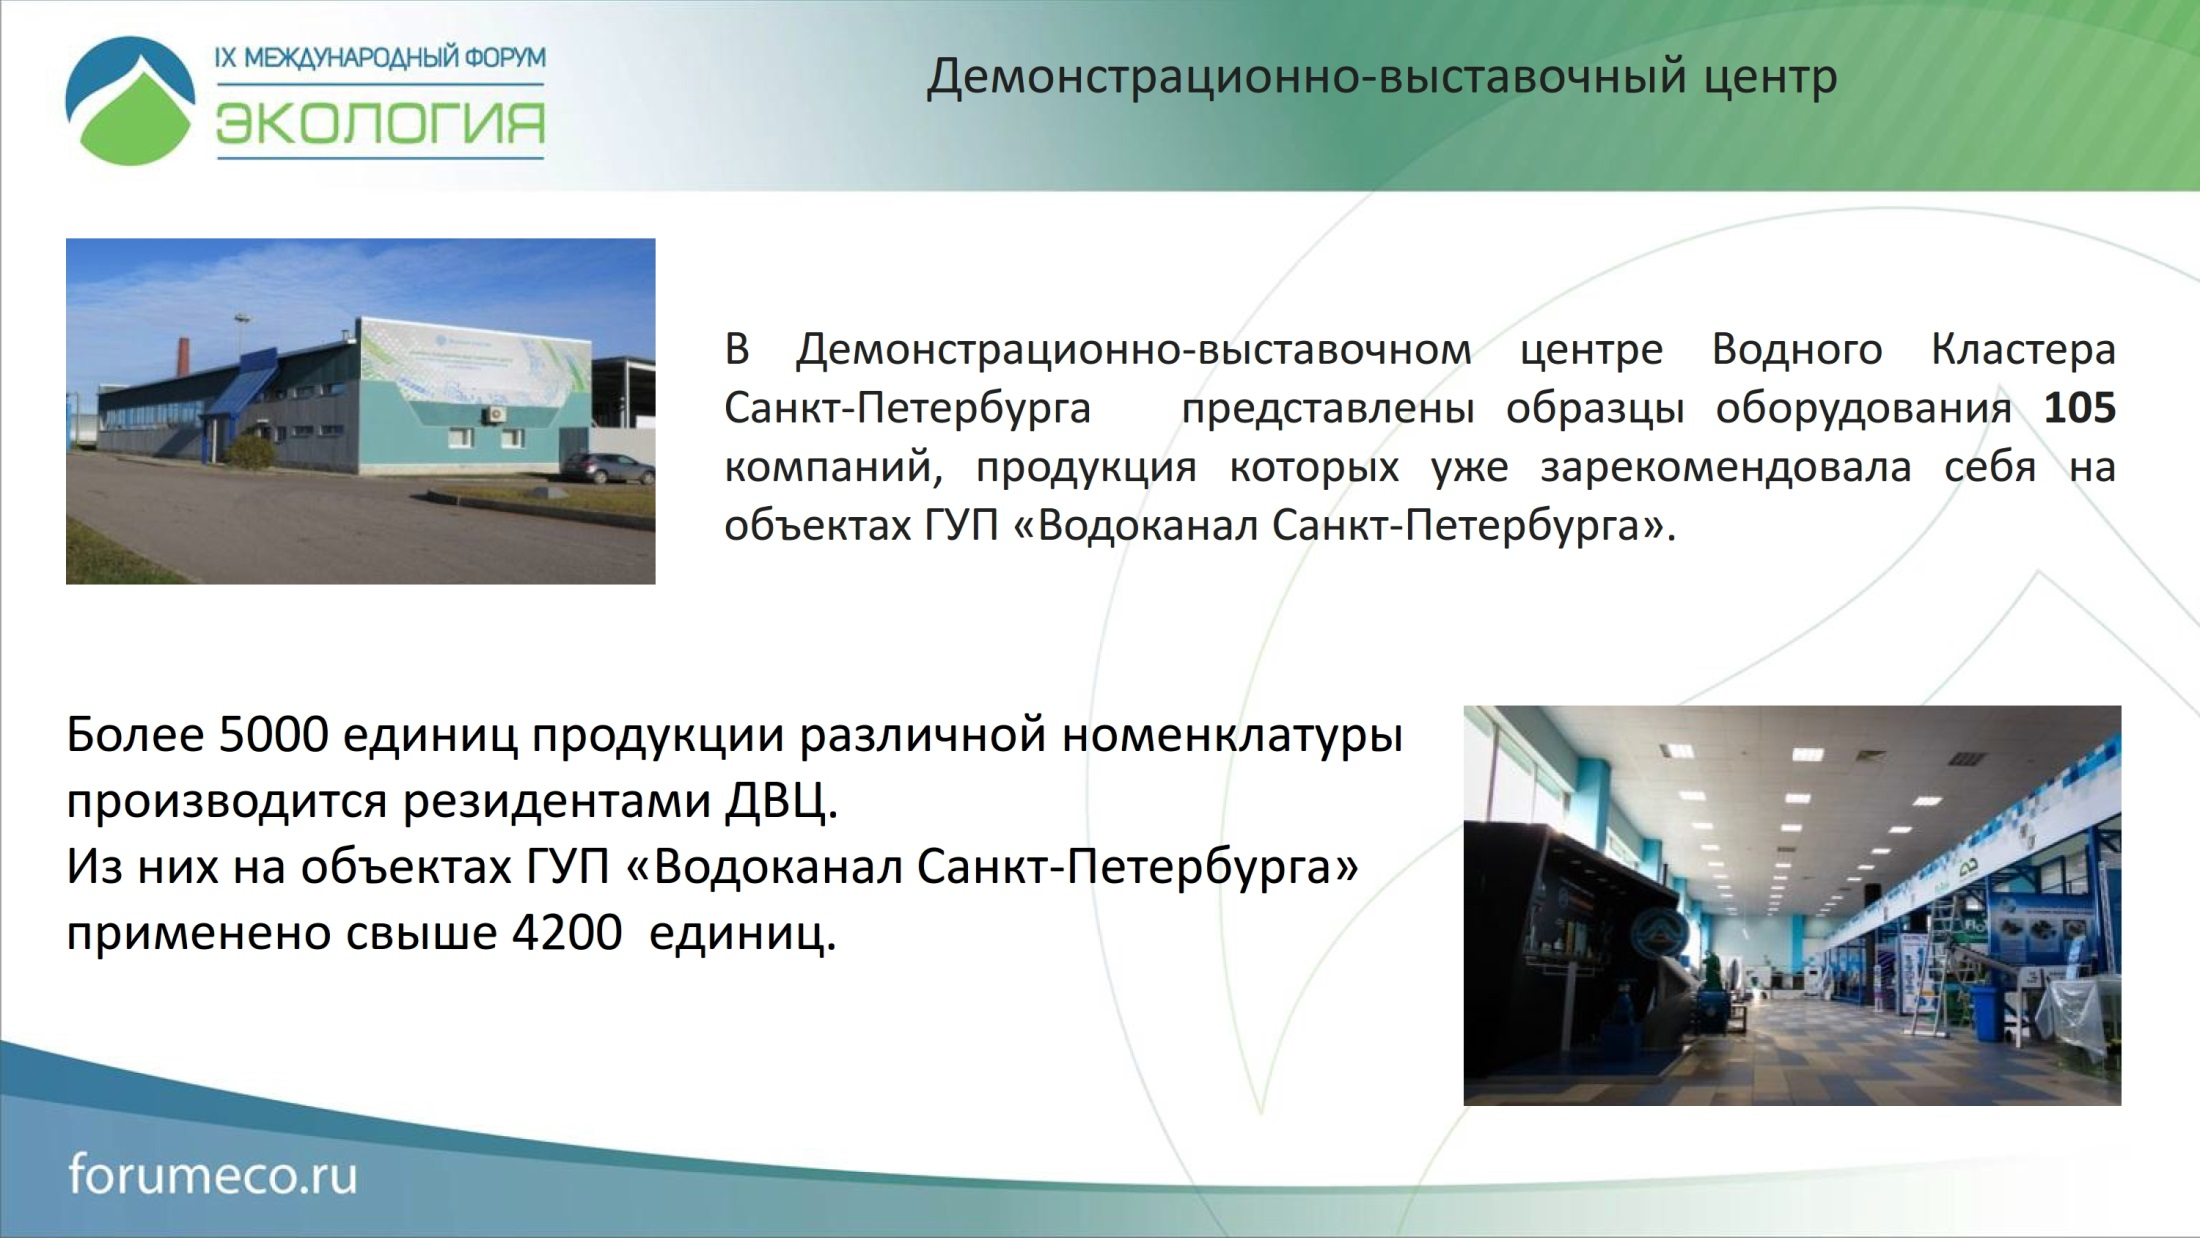 IX МЕЖДУНАРОДНЫЙ ФОРУМ
ЭКОЛОГИЯ
Демонстрационно-выставочный центр
В Демонстрационно-выставочном центре Водного Кластера
Санкт-Петербурга представлены образцы оборудования 105
компаний, продукция которых уже зарекомендовала себя на
объектах ГУП «Водоканал Санкт-Петербурга».
Более 5000 единиц продукции различной номенклатуры
производится резидентами ДВЦ.
Из них на объектах ГУП «Водоканал Санкт-Петербурга»
применено свыше 4200 единиц.
forumeco.ru